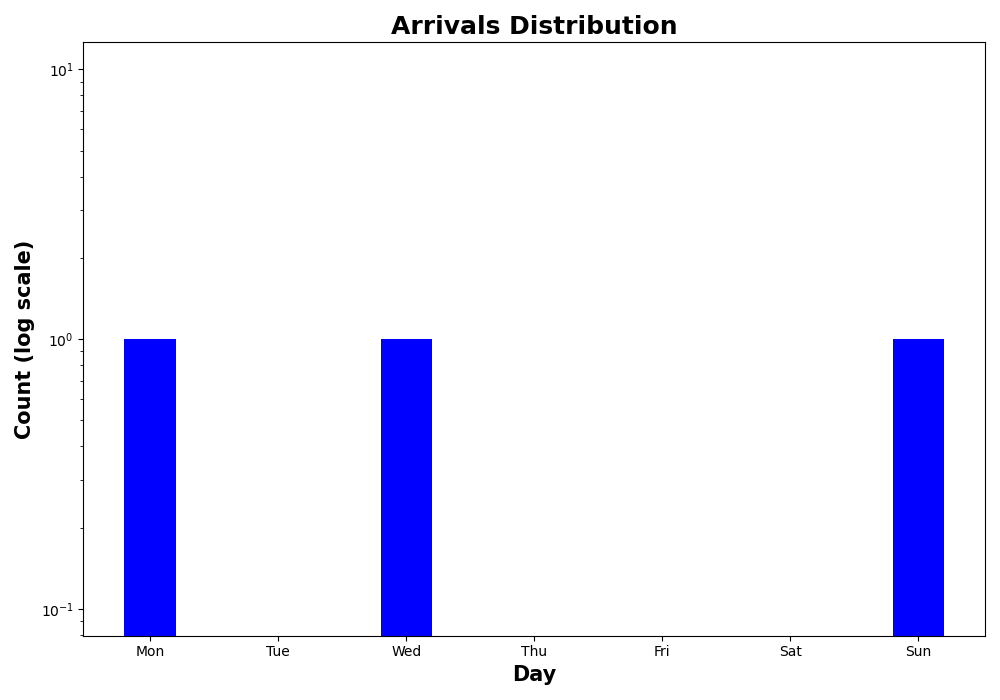 Arrivals Distribution
Count (log scale)
10¹
10⁰
10⁻¹
Mon Tue Wed Thu Fri Sat Sun
Day